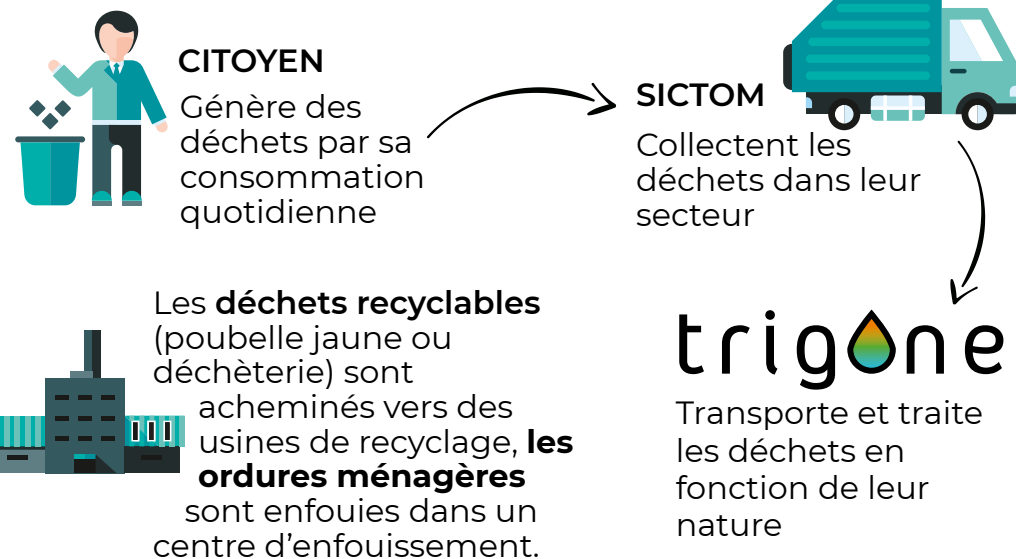 CITOYEN
Génère des
déchets par sa
consommation
quotidienne
SICTOM
Collectent les
déchets dans leur
secteur
trigone
Transporte et traite
les déchets en
fonction de leur
nature
Les déchets recyclables
(poubelle jaune ou
déchèterie) sont
acheminés vers des
usines de recyclage, les
ordures ménagères
sont enfouies dans un
centre d’enfouissement.